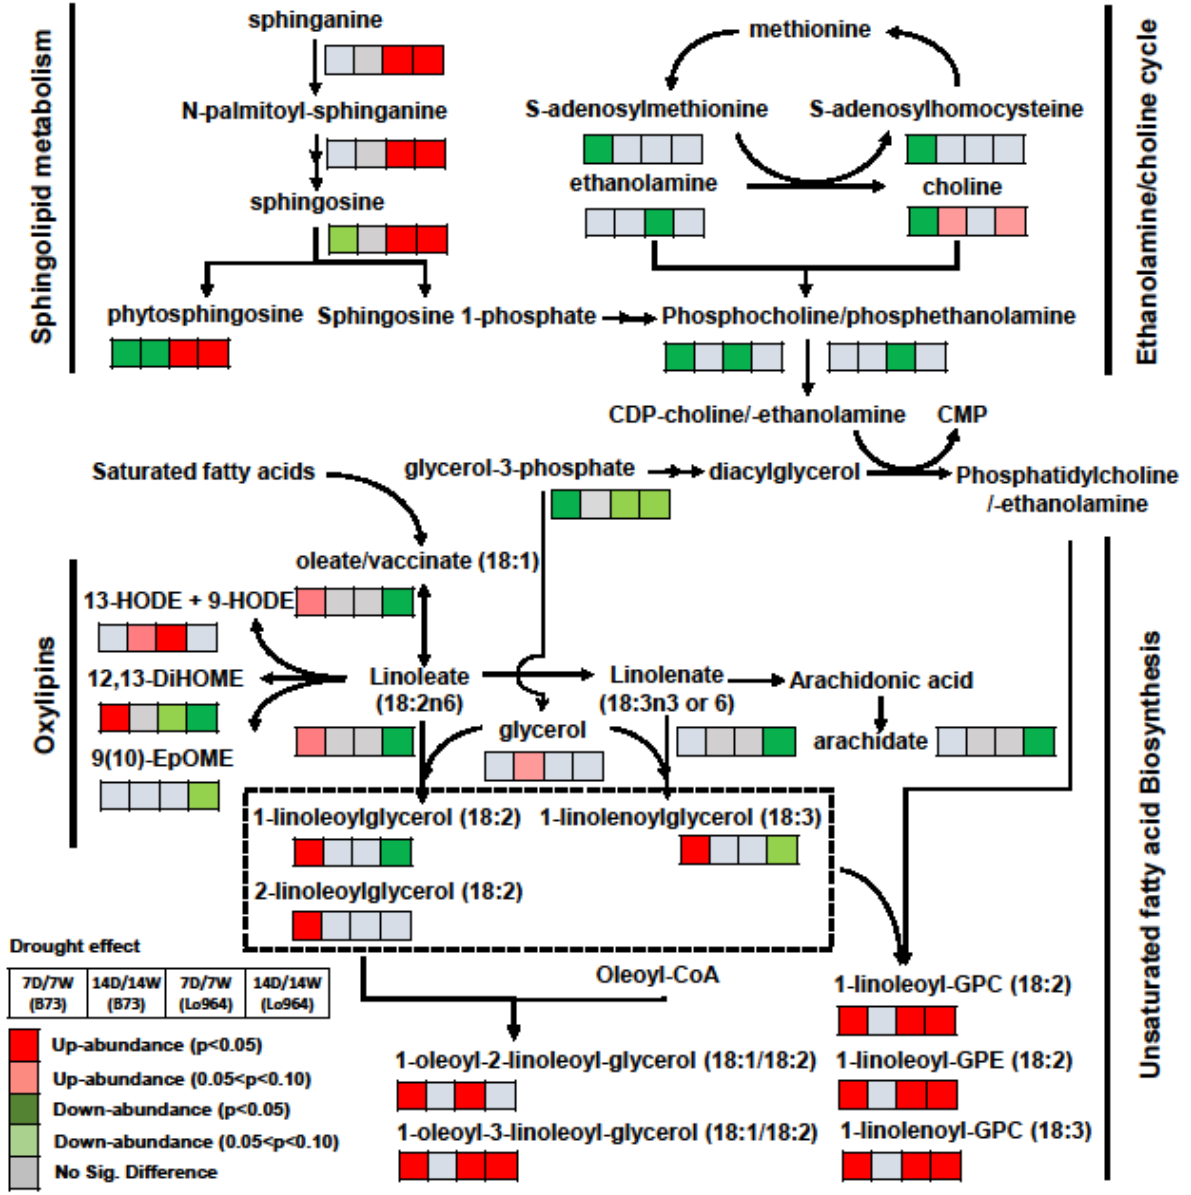 Sphingolipid metabolism
sphinganine
N-palmitoyl-sphinganine
sphingosine
phytosphingosine
Sphingosine 1-phosphate
methionine
S-adenosylmethionine
S-adenosylhomocysteine
ethanolamine
choline
Ethanolamine/choline cycle
Phosphocholine/phosphethanolamine
CDP-choline/-ethanolamine
CMP
Saturated fatty acids
glycerol-3-phosphate
diacylglycerol
Phosphatidylcholine
/-ethanolamine
oleate/vaccinate (18:1)
Oxylipins
13-HODE + 9-HODE
12,13-DiHOME
9(10)-EpOME
Linoleate
(18:2n6)
Linolenate
(18:3n3 or 6)
Arachidonic acid
arachidate
glycerol
Unsaturated fatty acid Biosynthesis
1-linoleoylglycerol (18:2)
1-linolenoylglycerol (18:3)
2-linoleoylglycerol (18:2)
Oleoyl-CoA
1-linoleoyl-GPC (18:2)
1-linoleoyl-GPE (18:2)
1-linolenoyl-GPC (18:3)
1-oleoyl-2-linoleoyl-glycerol (18:1/18:2)
1-oleoyl-3-linoleoyl-glycerol (18:1/18:2)
Drought effect
7D/7W 14D/14W 7D/7W 14D/14W
(B73) (B73) (Lo964) (Lo964)
Up-abundance (p<0.05)
Up-abundance (0.05<p<0.10)
Down-abundance (p<0.05)
Down-abundance (0.05<p<0.10)
No Sig. Difference